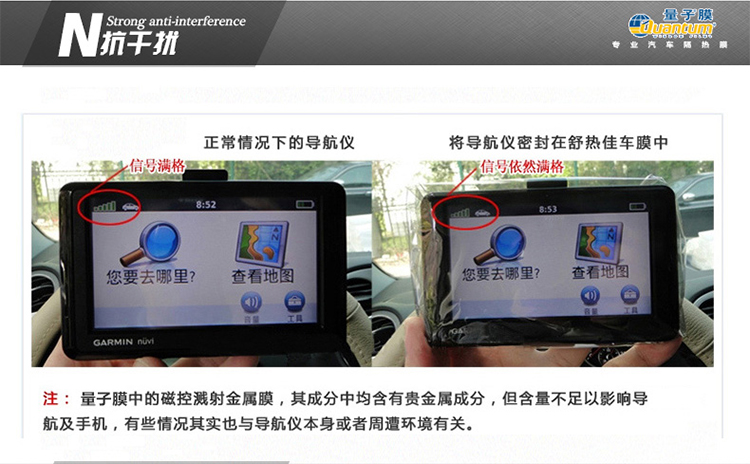 N抗干扰
Strong anti-interference
量子膜
Quantum
WINDOW FILMS
专业汽车隔热膜
正常情况下的导航仪
将导航仪密封在舒热佳车膜中
信号满格
8:52
您要去哪里?
查看地图
音量
工具
GARMIN nüvi
信号依然满格
8:53
您要去哪里?
查看地图
音量
工具
GA
注： 量子膜中的磁控溅射金属膜，其成分中均含有贵金属成分，但含量不足以影响导
航及手机，有些情况其实也与导航仪本身或者周遭环境有关。